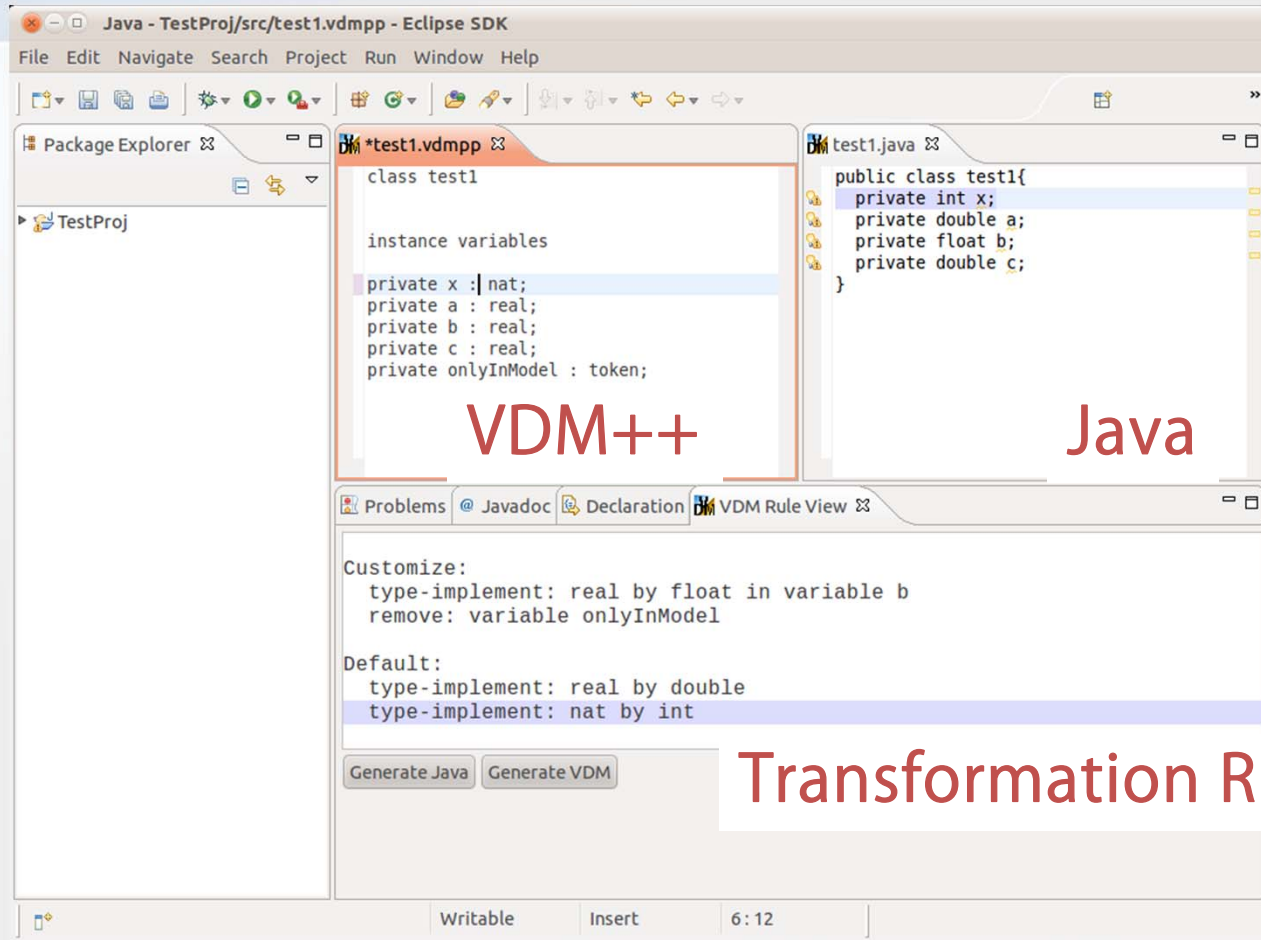 Java - TestProj/src/test1.vdmpp - Eclipse SDK
File Edit Navigate Search Project Run Window Help
»
Package Explorer
TestProj
*test1.vdmpp
class test1
instance variables
private x : nat;
private a : real;
private b : real;
private c : real;
private onlyInModel : token;
VDM++
test1.java
public class test1{
private int x;
private double a;
private float b;
private double c;
}
Java
Problems @ Javadoc Declaration VDM Rule View
Customize:
type-implement: real by float in variable b
remove: variable onlyInModel
Default:
type-implement: real by double
type-implement: nat by int
Generate Java Generate VDM
Transformation R
Writable Insert 6:12